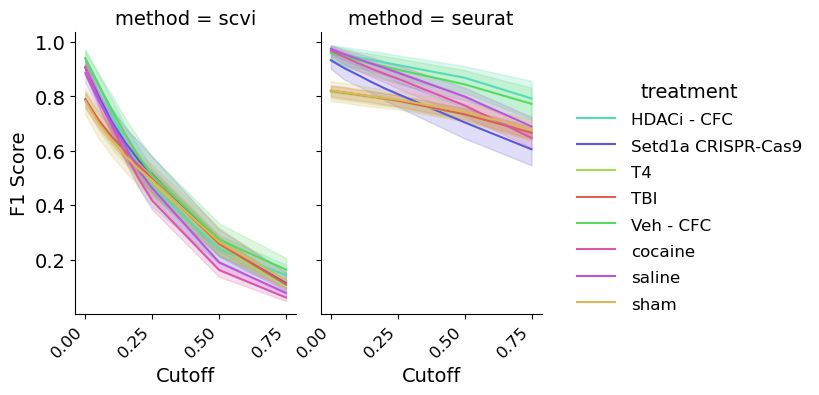 method = scvi
method = seurat
1.0
0.8
0.6
0.4
0.2
F1 Score
0.00
0.25
0.50
0.75
Cutoff
0.00
0.25
0.50
0.75
Cutoff
treatment
HDACi - CFC
Setd1a CRISPR-Cas9
T4
TBI
Veh - CFC
cocaine
saline
sham